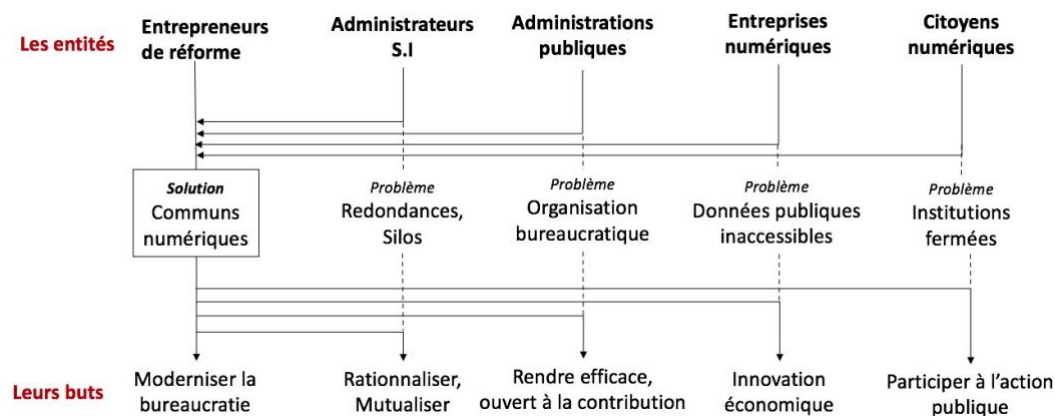 Les entités
Entrepreneurs
de réforme
Administrateurs
S.I
Administrations
publiques
Entreprises
numériques
Citoyens
numériques
Solution
Communs
numériques
Problème
Redondances,
Silos
Problème
Organisation
bureaucratique
Problème
Données publiques
inaccessibles
Problème
Institutions
fermées
Leurs buts
Moderniser la
bureaucratie
Rationnaliser,
Mutualiser
Rendre efficace,
ouvert à la contribution
Innovation
économique
Participer à l'action
publique